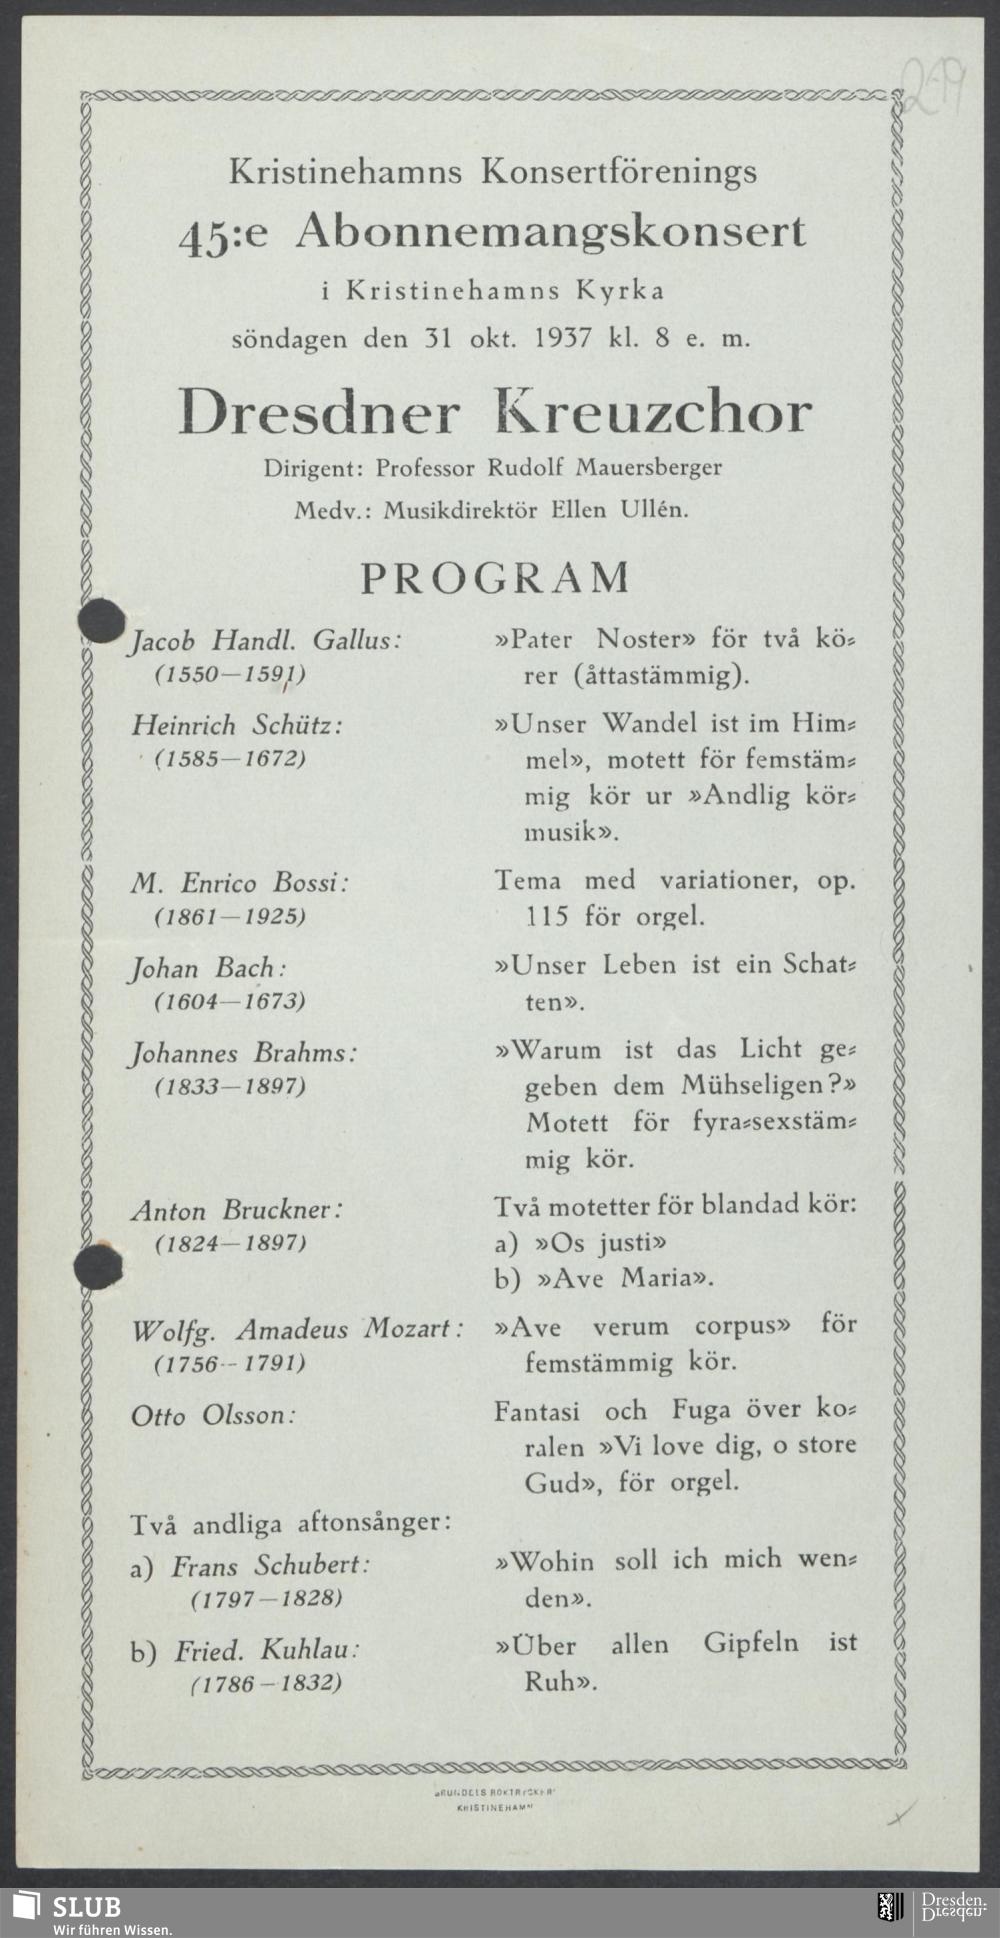 249
Kristinehamns Konsertförenings
45:e Abonnemangskonsert
i Kristinehamns Kyrka
söndagen den 31 okt. 1937 kl. 8 e. m.
Dresdner Kreuzchor
Dirigent: Professor Rudolf Mauersberger
Medv.: Musikdirektör Ellen Ullén.
PROGRAM
Jacob Handl. Gallus: »Pater Noster» för två kö-
(1550—1591) rer (åttastämmig).
Heinrich Schütz: »Unser Wandel ist im Him-
(1585—1672) mel», motett för femstäm-
mig kör ur »Andlig kör-
musik».
M. Enrico Bossi: Tema med variationer, op.
(1861—1925) 115 för orgel.
Johan Bach: »Unser Leben ist ein Schat-
(1604—1673) ten».
Johannes Brahms: »Warum ist das Licht ge-
(1833—1897) geben dem Mühseligen?»
Motett för fyra-sexstäm-
mig kör.
Anton Bruckner: Två motetter för blandad kör:
(1824—1897) a) »Os justi»
b) »Ave Maria».
Wolfg. Amadeus Mozart: »Ave verum corpus» för
(1756—1791) femstämmig kör.
Otto Olsson: Fantasi och Fuga över ko-
ralen »Vi love dig, o store
Gud», för orgel.
Två andliga aftonsånger:
a) Frans Schubert: »Wohin soll ich mich wen-
(1797—1828) den».
b) Fried. Kuhlau: »Über allen Gipfeln ist
(1786—1832) Ruh».
KRISTINEHAMN
SLUB
Wir führen Wissen.
Dresden.